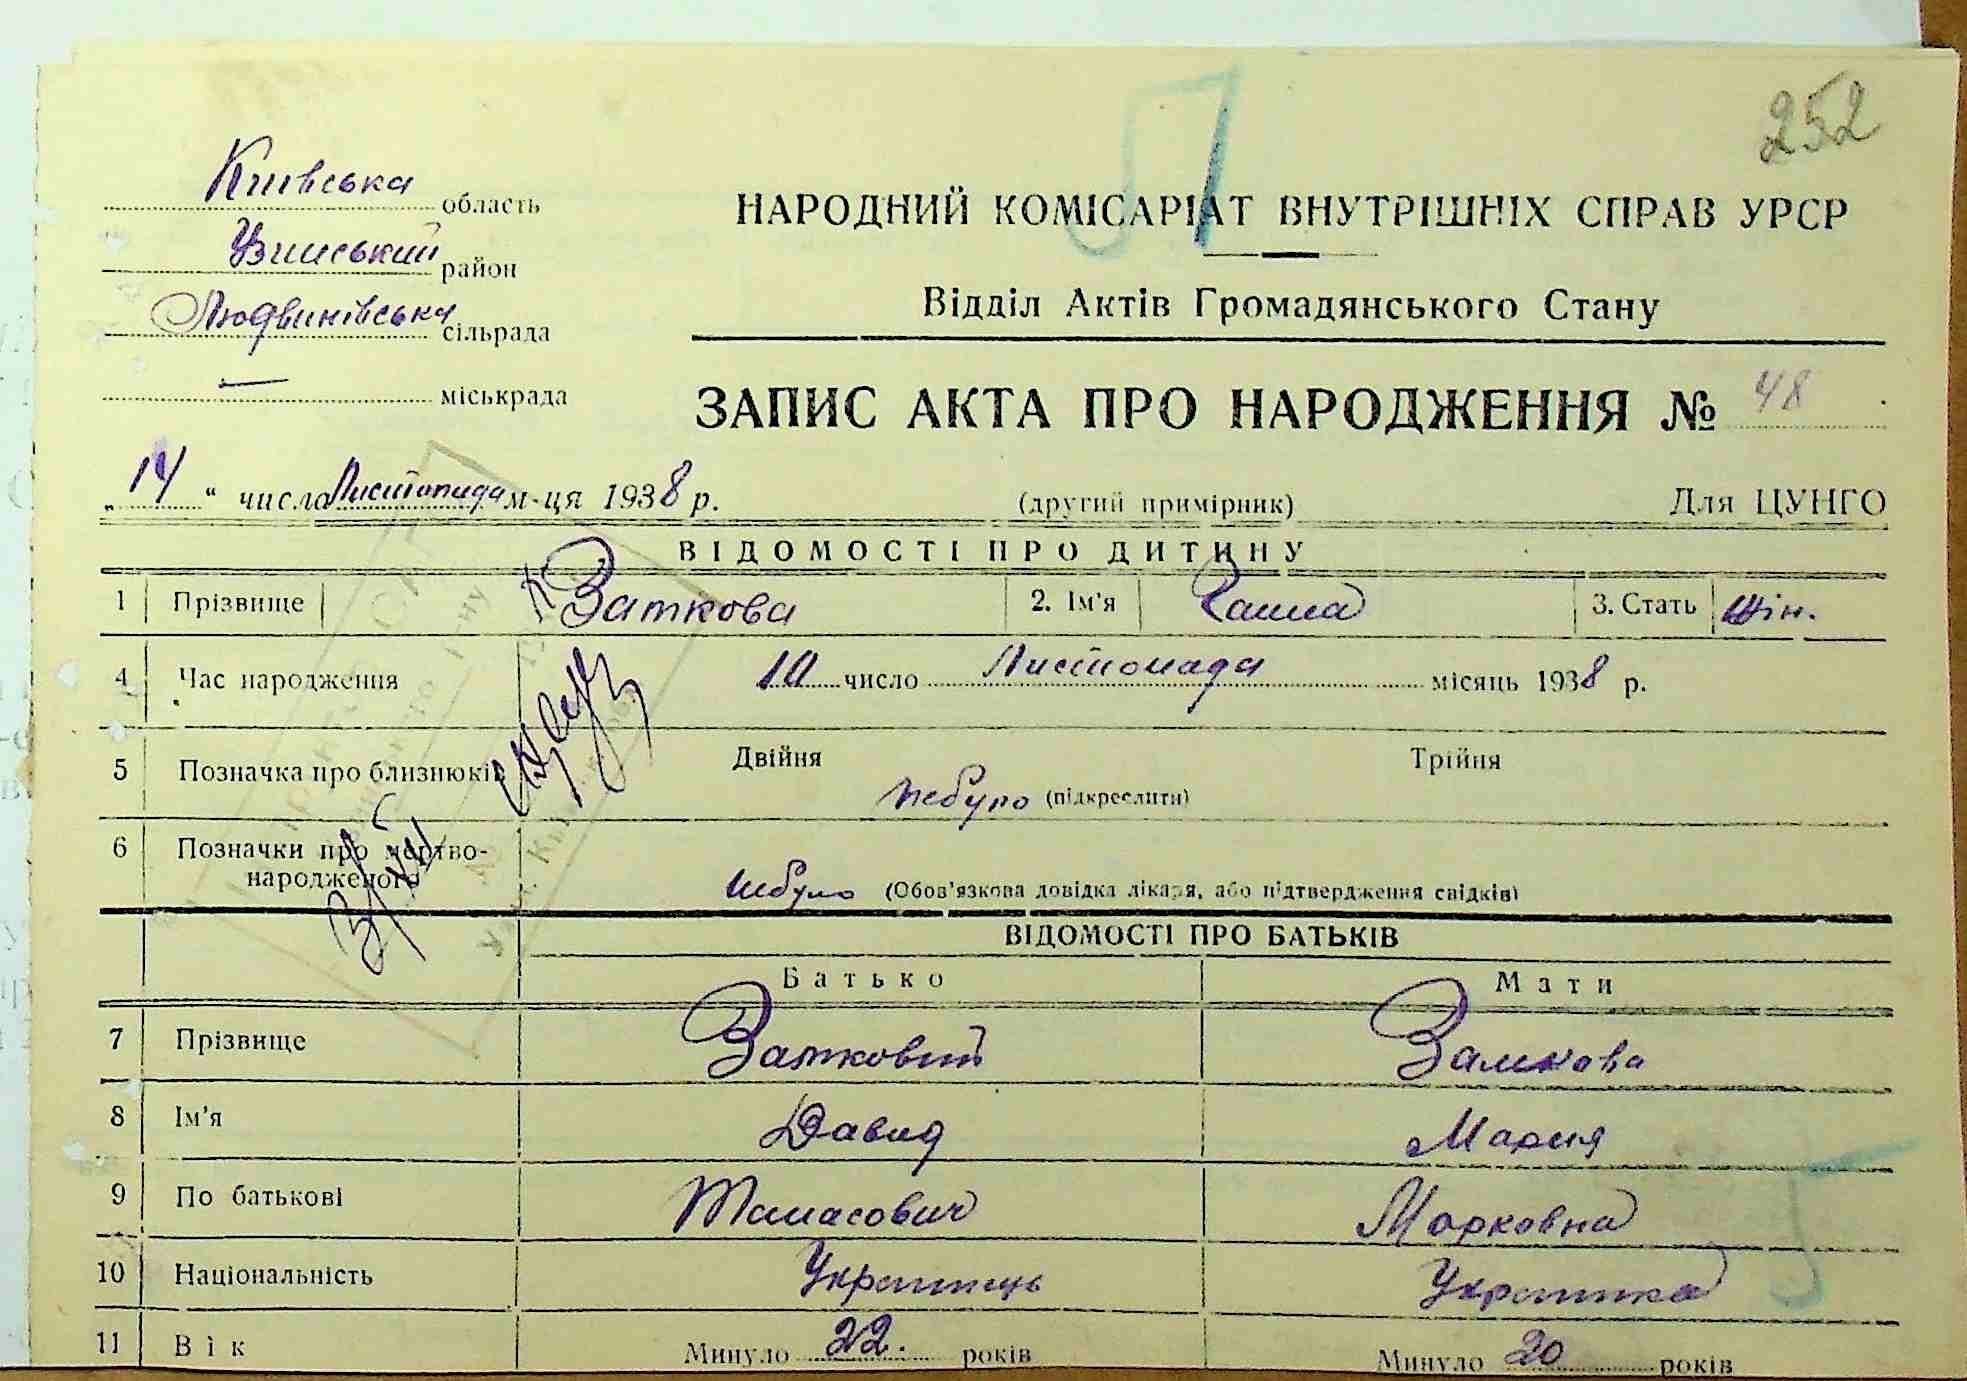 252
Київська область
Узинський район
Людвинівська сільрада
— міськрада
НАРОДНИЙ КОМІСАРІАТ ВНУТРІШНІХ СПРАВ УРСР
Відділ Актів Громадянського Стану
ЗАПИС АКТА ПРО НАРОДЖЕННЯ № 48
„14“ числа Листопада м-ця 1938 р. (другий примірник) Для ЦУНГО
ВІДОМОСТІ ПРО ДИТИНУ
1 Прізвище Замкова 2. Ім'я Ганна 3. Стать жін.
4 Час народження 10 число Листопада місяць 1938 р.
5 Позначка про близнюків Двійня Трійня
небуло (підкреслити)
6 Позначки про мертво-
народженого небуло (Обов'язкова довідка лікаря, або підтвердження свідків)
ВІДОМОСТІ ПРО БАТЬКІВ
Батько Мати
7 Прізвище Замковий Замкова
8 Ім'я Давид Мария
9 По батькові Томасович Марковна
10 Національність Українець Українка
11 Вік Минуло 22. років Минуло 20 років